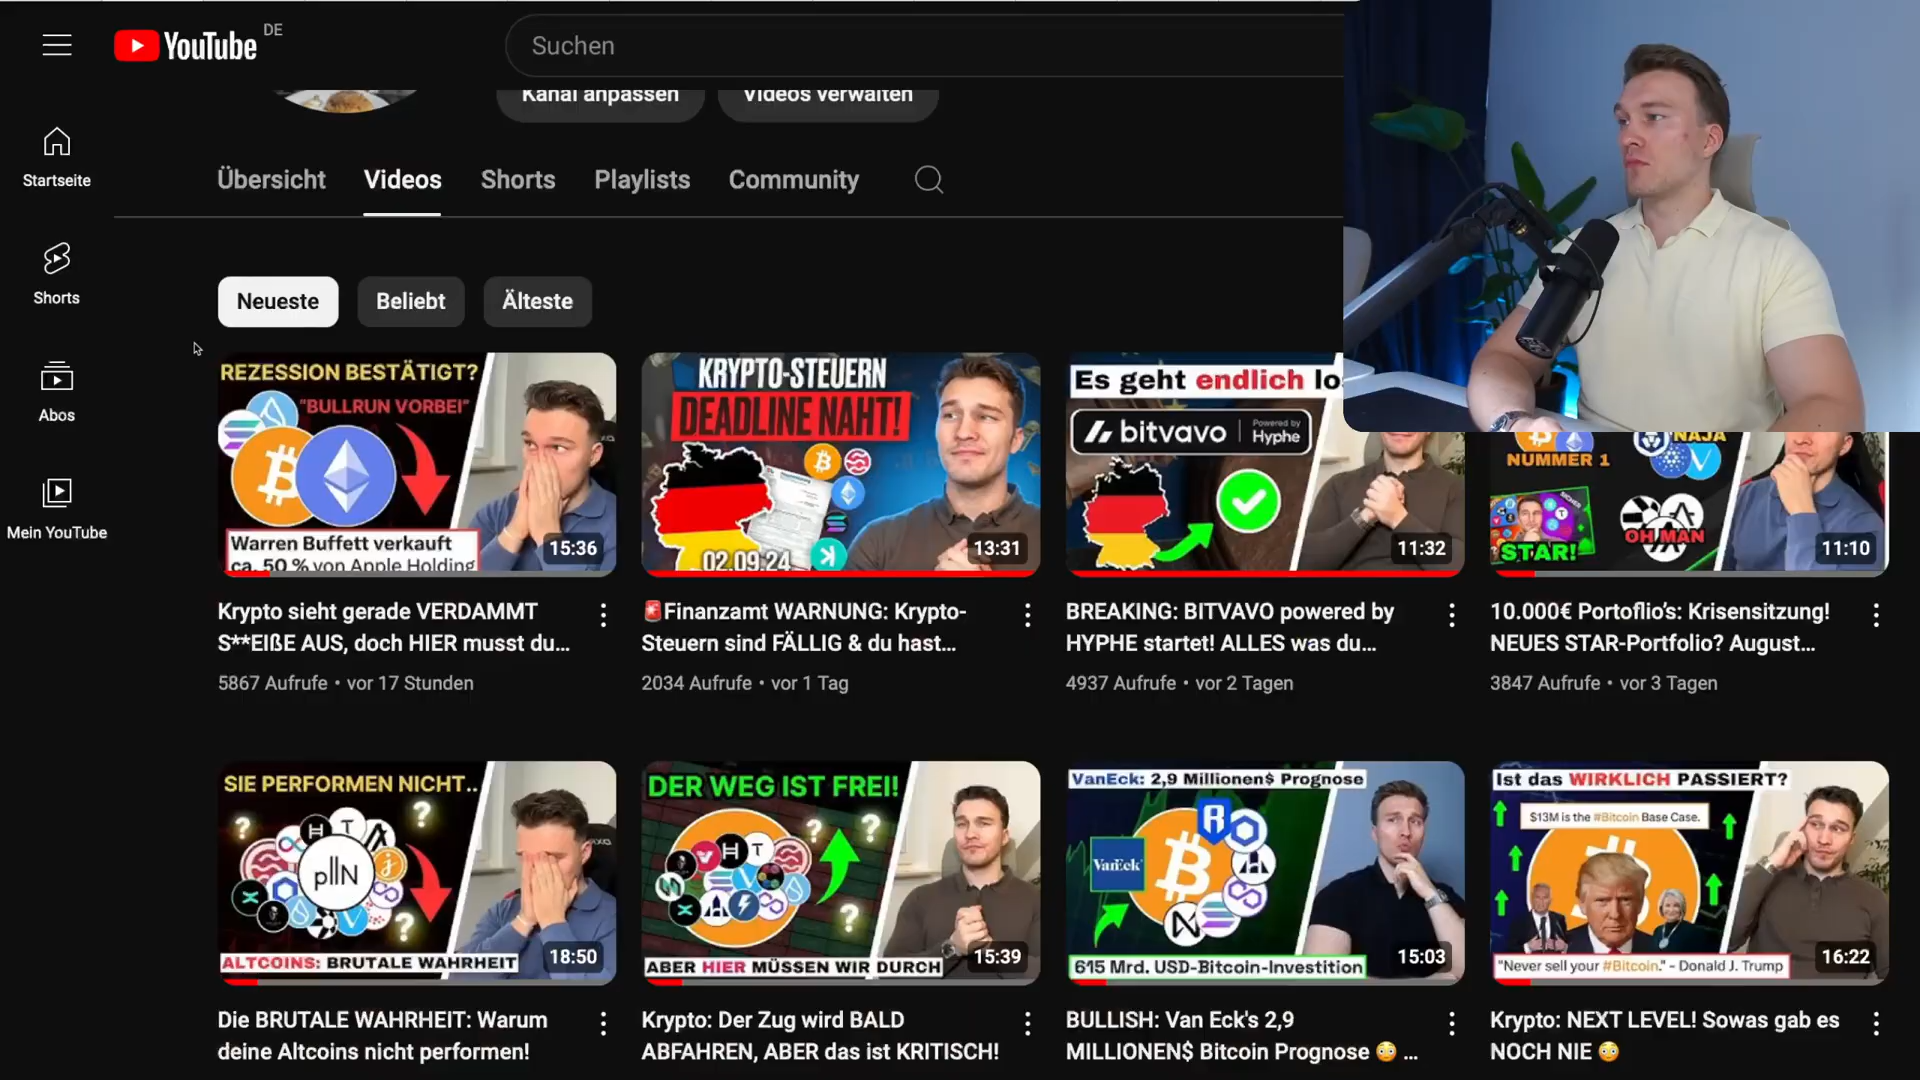 YouTube DE
Suchen
Kanal anpassen
Videos verwalten
Startseite
Shorts
Abos
Mein YouTube
Übersicht
Videos
Shorts
Playlists
Community
Neueste
Beliebt
Älteste
REZESSION BESTÄTIGT?
"BULLRUN VORBEI"
Warren Buffett verkauft
ca. 50 % von Apple Holding
15:36
Krypto sieht gerade VERDAMMT
S**EIßE AUS, doch HIER musst du...
5867 Aufrufe • vor 17 Stunden
KRYPTO-STEUERN
DEADLINE NAHT!
02.09.24
13:31
🚨Finanzamt WARNUNG: Krypto-
Steuern sind FÄLLIG & du hast...
2034 Aufrufe • vor 1 Tag
Es geht endlich lo
bitvavo
Powered by
Hyphe
11:32
BREAKING: BITVAVO powered by
HYPHE startet! ALLES was du...
4937 Aufrufe • vor 2 Tagen
NUMMER 1
NAJA
STAR!
OH MAN
11:10
10.000€ Portoflio's: Krisensitzung!
NEUES STAR-Portfolio? August...
3847 Aufrufe • vor 3 Tagen
SIE PERFORMEN NICHT..
pllN
ALTCOINS: BRUTALE WAHRHEIT
18:50
Die BRUTALE WAHRHEIT: Warum
deine Altcoins nicht performen!
DER WEG IST FREI!
ABER HIER MÜSSEN WIR DURCH
15:39
Krypto: Der Zug wird BALD
ABFAHREN, ABER das ist KRITISCH!
VanEck: 2,9 Millionen$ Prognose
VanEck
615 Mrd. USD-Bitcoin-Investition
15:03
BULLISH: Van Eck's 2,9
MILLIONEN$ Bitcoin Prognose 😳 ...
Ist das WIRKLICH PASSIERT?
$13M is the #Bitcoin Base Case.
"Never sell your #Bitcoin." - Donald J. Trump
16:22
Krypto: NEXT LEVEL! Sowas gab es
NOCH NIE 😳